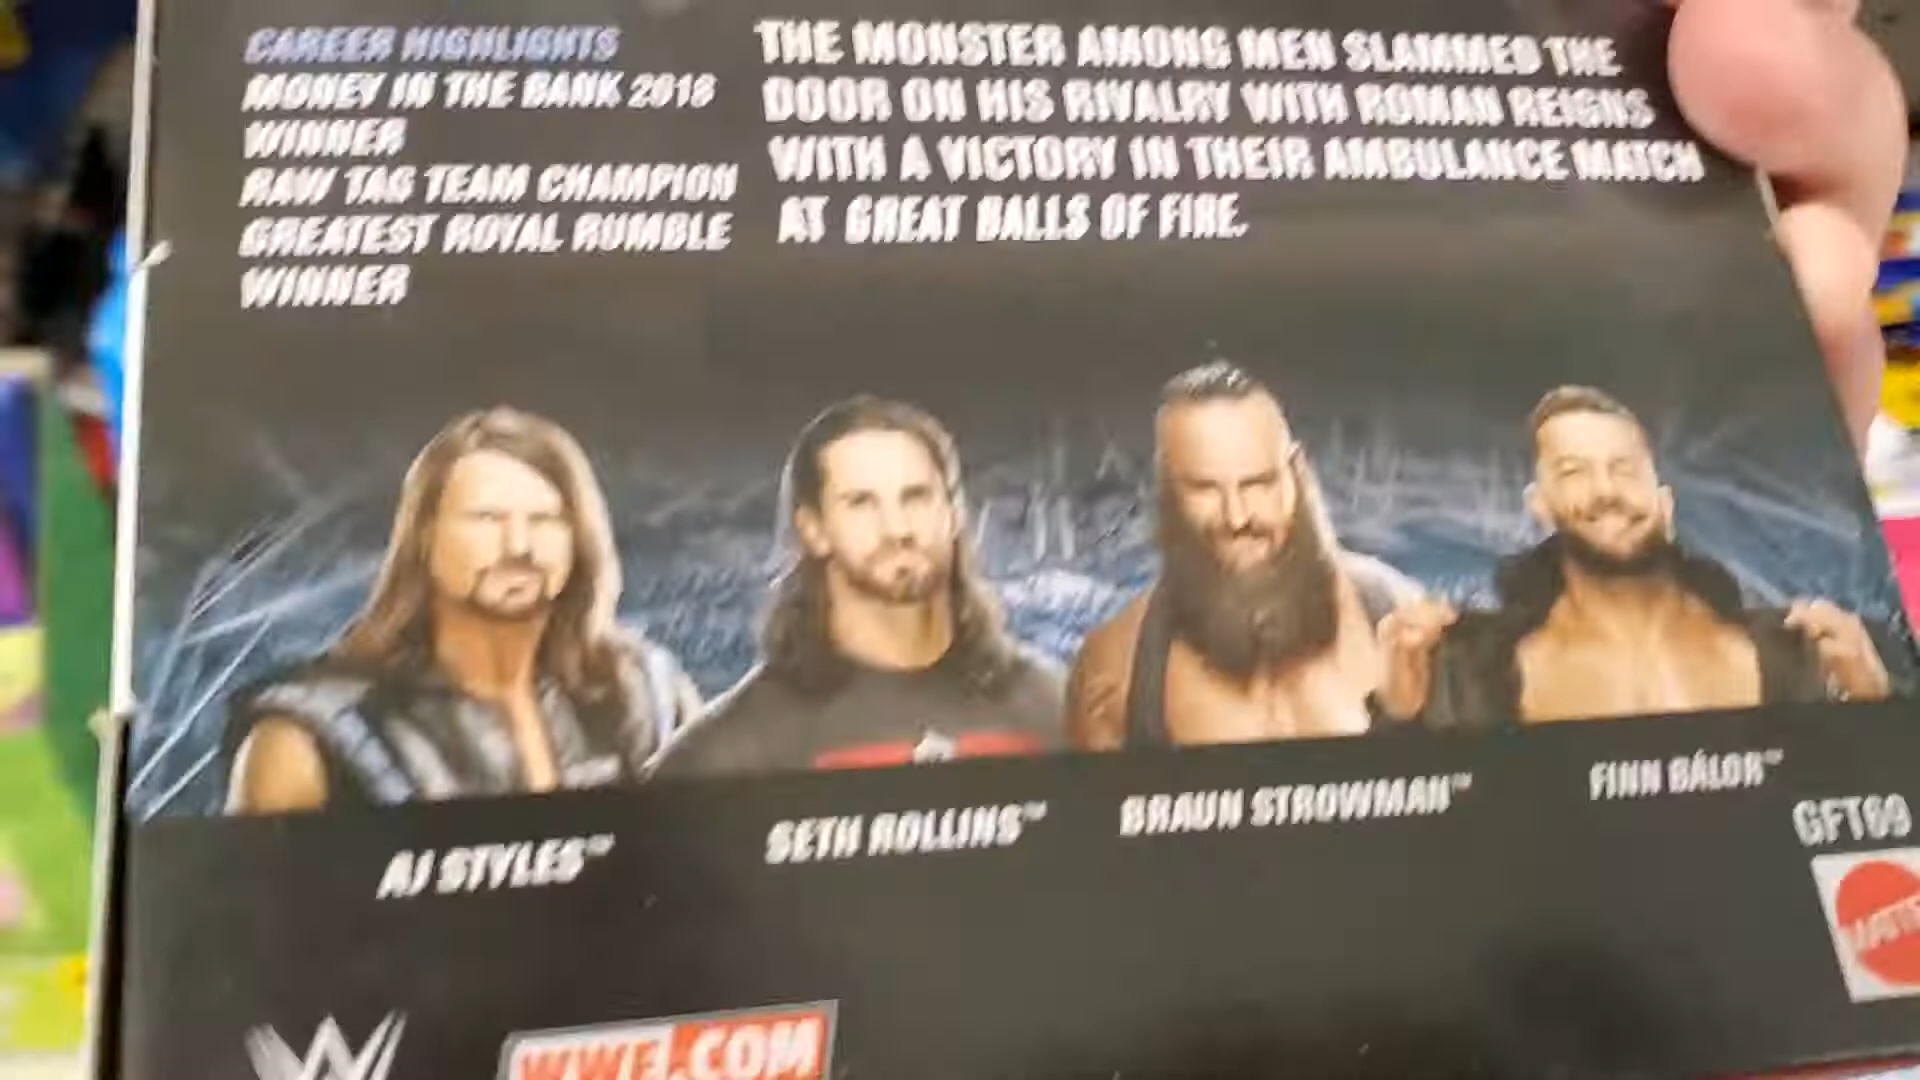 CAREER HIGHLIGHTS
MONEY IN THE BANK 2018
WINNER
RAW TAG TEAM CHAMPION
GREATEST ROYAL RUMBLE
WINNER
THE MONSTER AMONG MEN SLAMMED THE
DOOR ON HIS RIVALRY WITH ROMAN REIGNS
WITH A VICTORY IN THEIR AMBULANCE MATCH
AT GREAT BALLS OF FIRE.
AJ STYLES™
SETH ROLLINS™
BRAUN STROWMAN™
FINN BÁLOR™
GFT69
W
WWE.COM